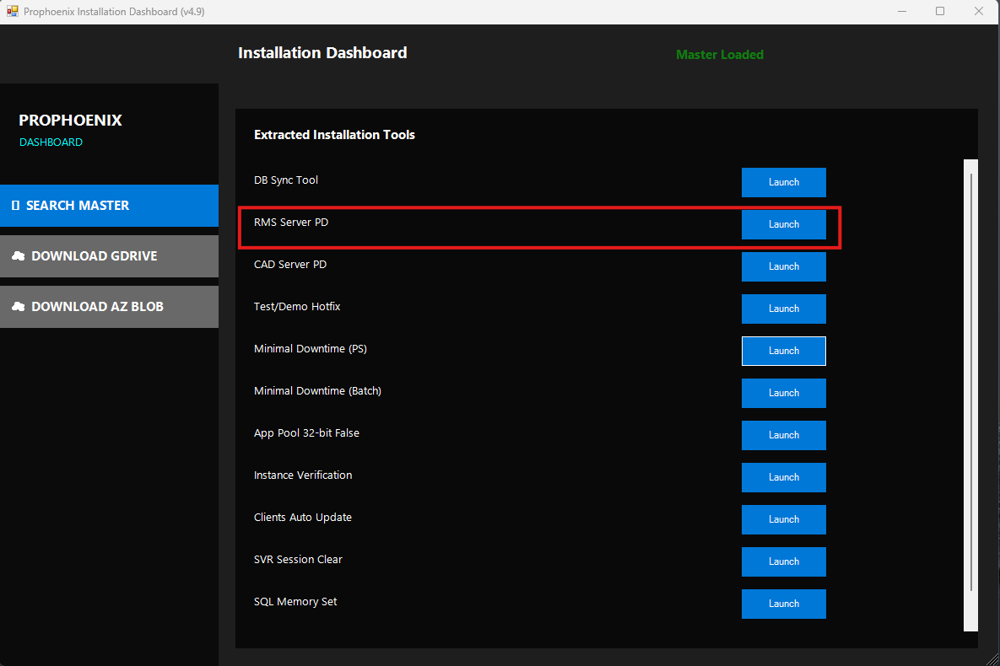 Prophoenix Installation Dashboard (v4.9)
Installation Dashboard
Master Loaded
PROPHOENIX
DASHBOARD
SEARCH MASTER
DOWNLOAD GDRIVE
DOWNLOAD AZ BLOB
Extracted Installation Tools
DB Sync Tool Launch
RMS Server PD Launch
CAD Server PD Launch
Test/Demo Hotfix Launch
Minimal Downtime (PS) Launch
Minimal Downtime (Batch) Launch
App Pool 32-bit False Launch
Instance Verification Launch
Clients Auto Update Launch
SVR Session Clear Launch
SQL Memory Set Launch